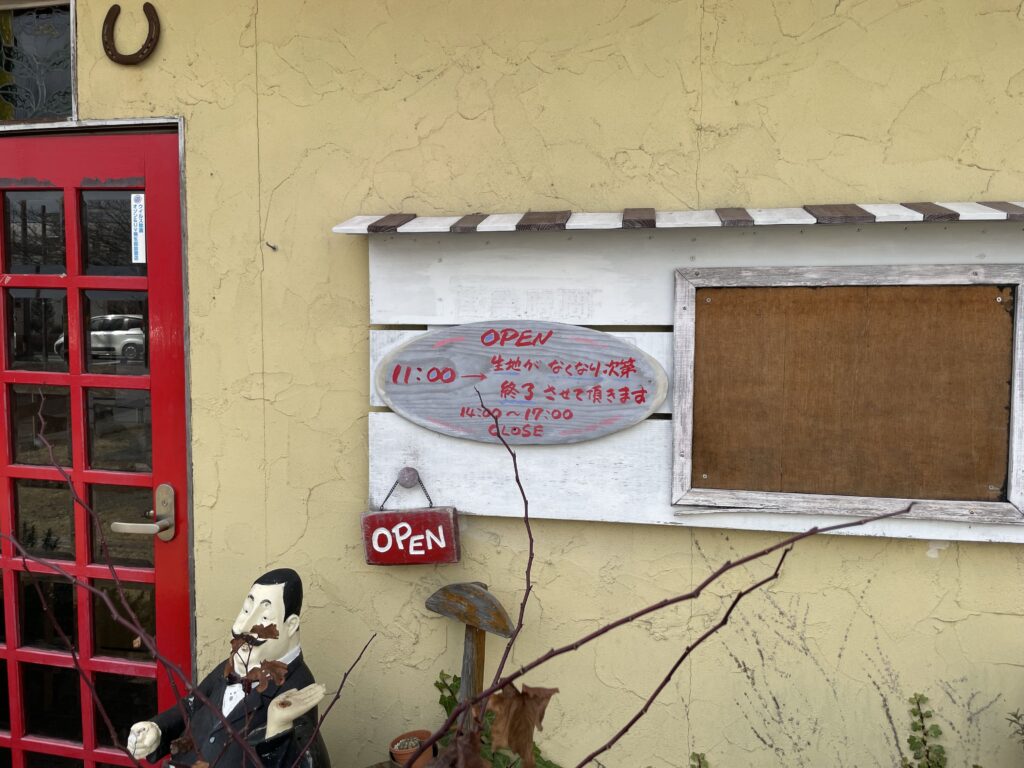 OPEN
11:00→ 生地が なくなり次第
終了 させて頂きます
14:00～17:00
CLOSE
OPEN